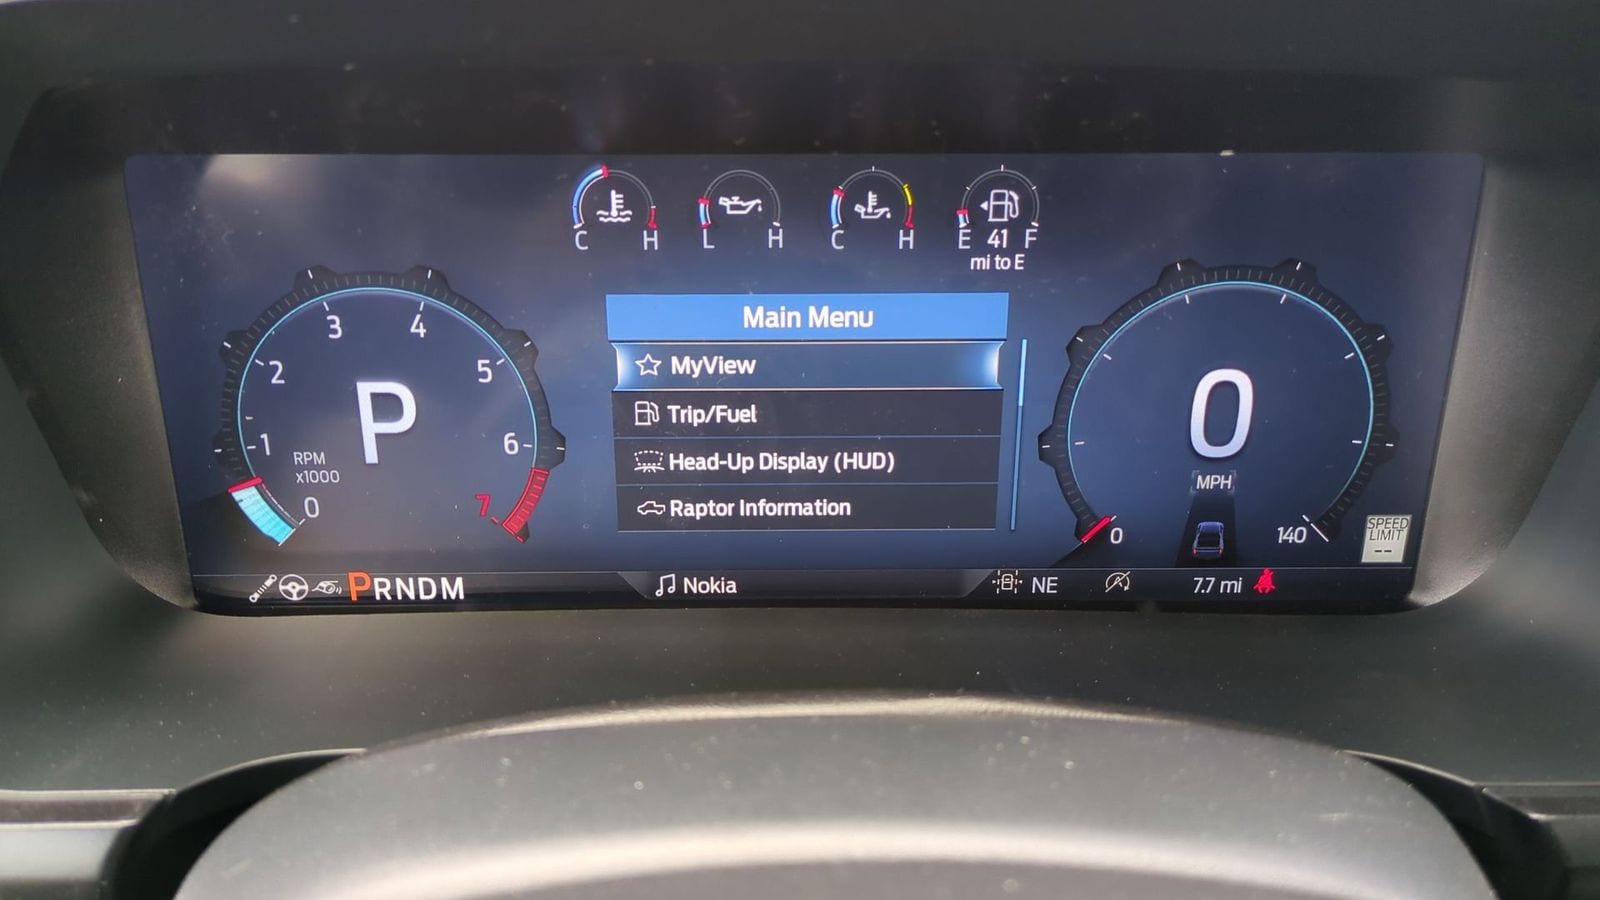 C H
L H
C H
E 41 F
mi to E
Main Menu
MyView
Trip/Fuel
Head-Up Display (HUD)
Raptor Information
0
1
2
3
4
5
6
7
RPM
x1000
P
0
MPH
0
140
SPEED
LIMIT
--
PRNDM
Nokia
NE
7.7 mi